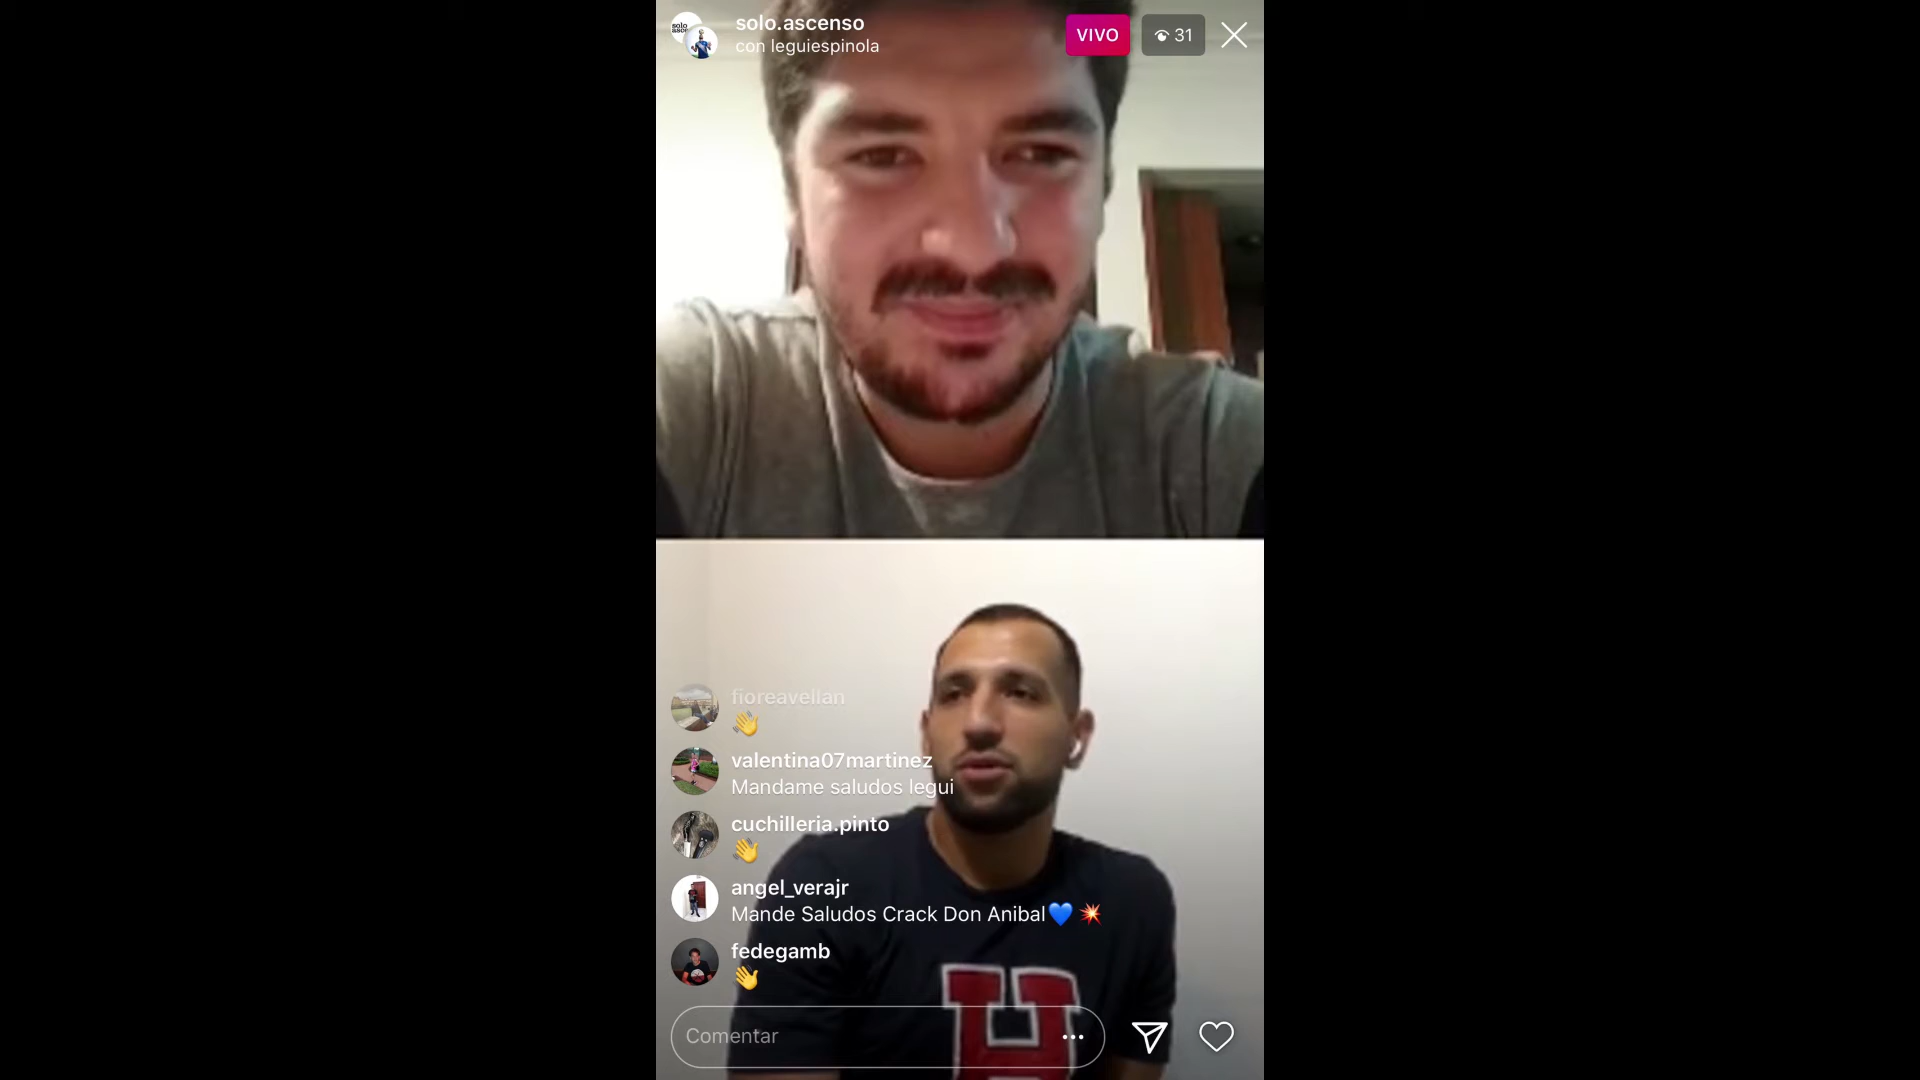 solo.ascenso
con leguiespinola
VIVO
31
fioreavellan
valentina07martinez
Mandame saludos legui
cuchilleria.pinto
angel_verajr
Mande Saludos Crack Don Anibal💙 💥
fedegamb
Comentar